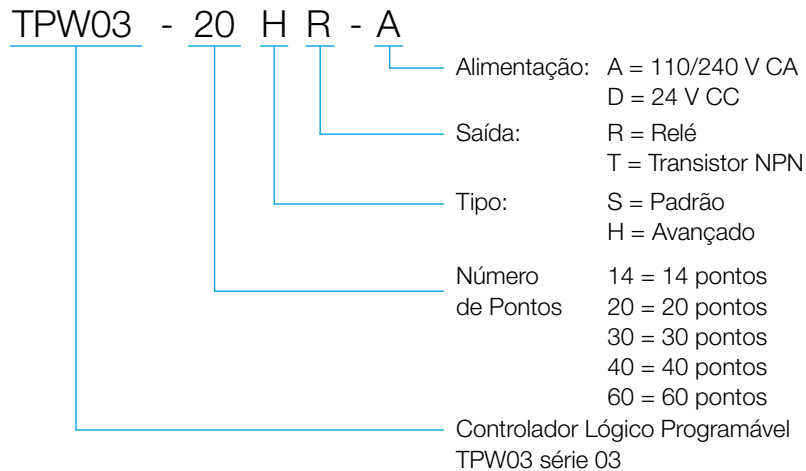 TPW03 - 20 H R - A
Alimentação: A = 110/240 V CA
D = 24 V CC
Saída: R = Relé
T = Transistor NPN
Tipo: S = Padrão
H = Avançado
Número 14 = 14 pontos
de Pontos 20 = 20 pontos
30 = 30 pontos
40 = 40 pontos
60 = 60 pontos
Controlador Lógico Programável
TPW03 série 03